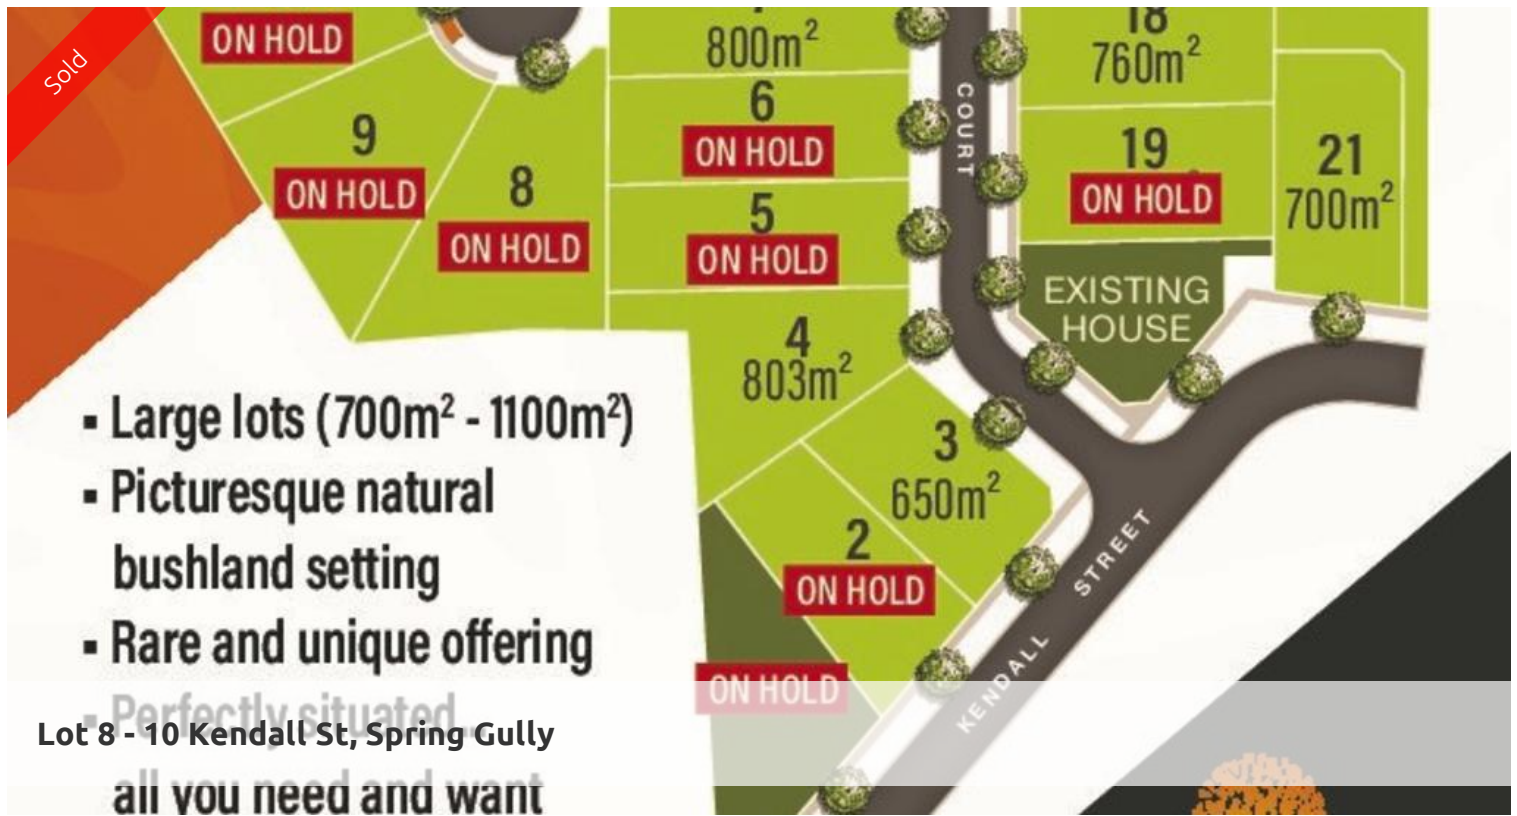 Sold
ON HOLD
800m²
18
760m²
6
ON HOLD
COURT
9
ON HOLD
8
ON HOLD
5
ON HOLD
19
ON HOLD
21
700m²
EXISTING
HOUSE
4
803m²
3
650m²
2
ON HOLD
ON HOLD
KENDALL STREET
▪ Large lots (700m² - 1100m²)
▪ Picturesque natural
bushland setting
▪ Rare and unique offering
▪ Perfectly situated...
all you need and want
Lot 8 - 10 Kendall St, Spring Gully